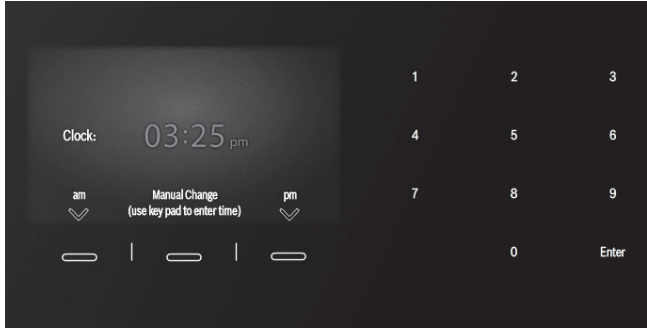 Clock: 03:25 pm
am
Manual Change
(use key pad to enter time)
pm
1 2 3
4 5 6
7 8 9
0 Enter